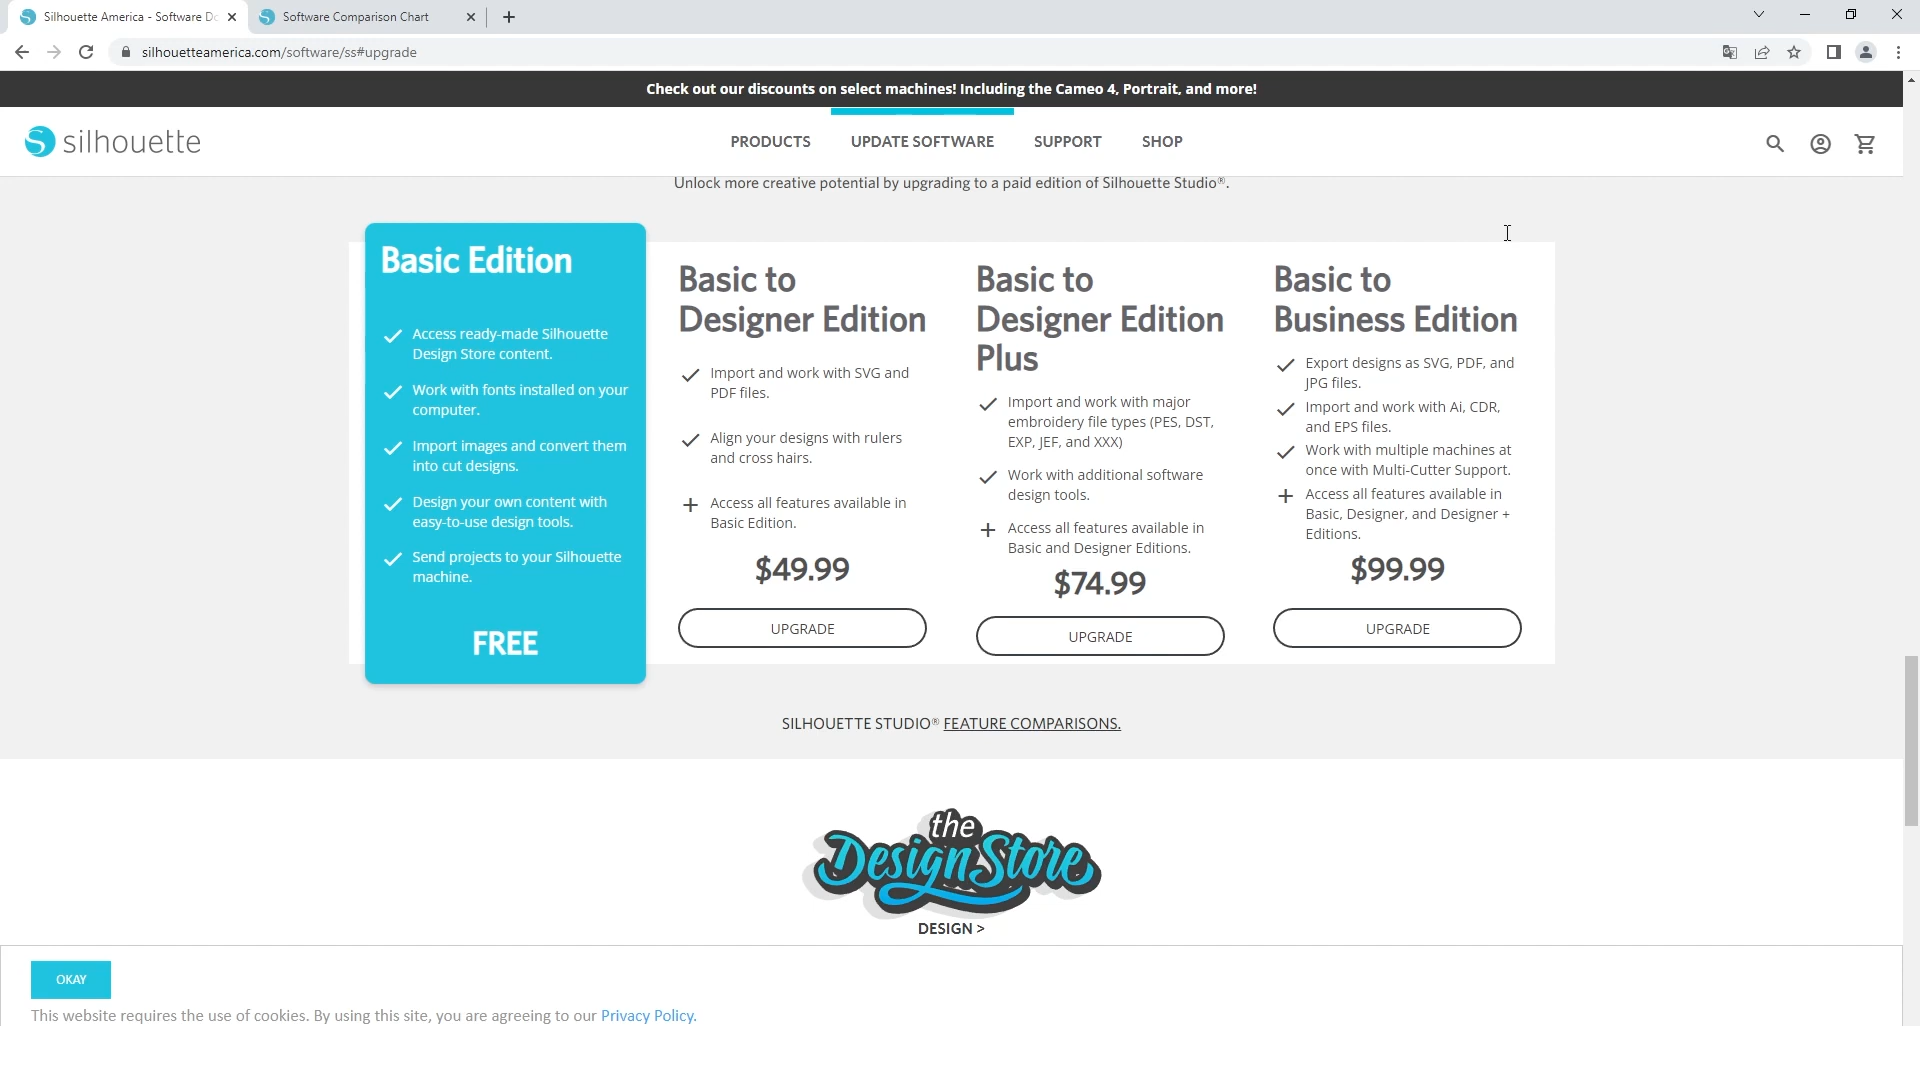 Silhouette America - Software Do
Software Comparison Chart
silhouetteamerica.com/software/ss#upgrade
Check out our discounts on select machines! Including the Cameo 4, Portrait, and more!
silhouette
PRODUCTS
UPDATE SOFTWARE
SUPPORT
SHOP
Unlock more creative potential by upgrading to a paid edition of Silhouette Studio®.
Basic Edition
Access ready-made Silhouette
Design Store content.
Work with fonts installed on your
computer.
Import images and convert them
into cut designs.
Design your own content with
easy-to-use design tools.
Send projects to your Silhouette
machine.
FREE
Basic to
Designer Edition
Import and work with SVG and
PDF files.
Align your designs with rulers
and cross hairs.
Access all features available in
Basic Edition.
$49.99
UPGRADE
Basic to
Designer Edition
Plus
Import and work with major
embroidery file types (PES, DST,
EXP, JEF, and XXX)
Work with additional software
design tools.
Access all features available in
Basic and Designer Editions.
$74.99
UPGRADE
Basic to
Business Edition
Export designs as SVG, PDF, and
JPG files.
Import and work with Ai, CDR,
and EPS files.
Work with multiple machines at
once with Multi-Cutter Support.
Access all features available in
Basic, Designer, and Designer +
Editions.
$99.99
UPGRADE
SILHOUETTE STUDIO® FEATURE COMPARISONS.
the
Design Store
DESIGN >
OKAY
This website requires the use of cookies. By using this site, you are agreeing to our Privacy Policy.